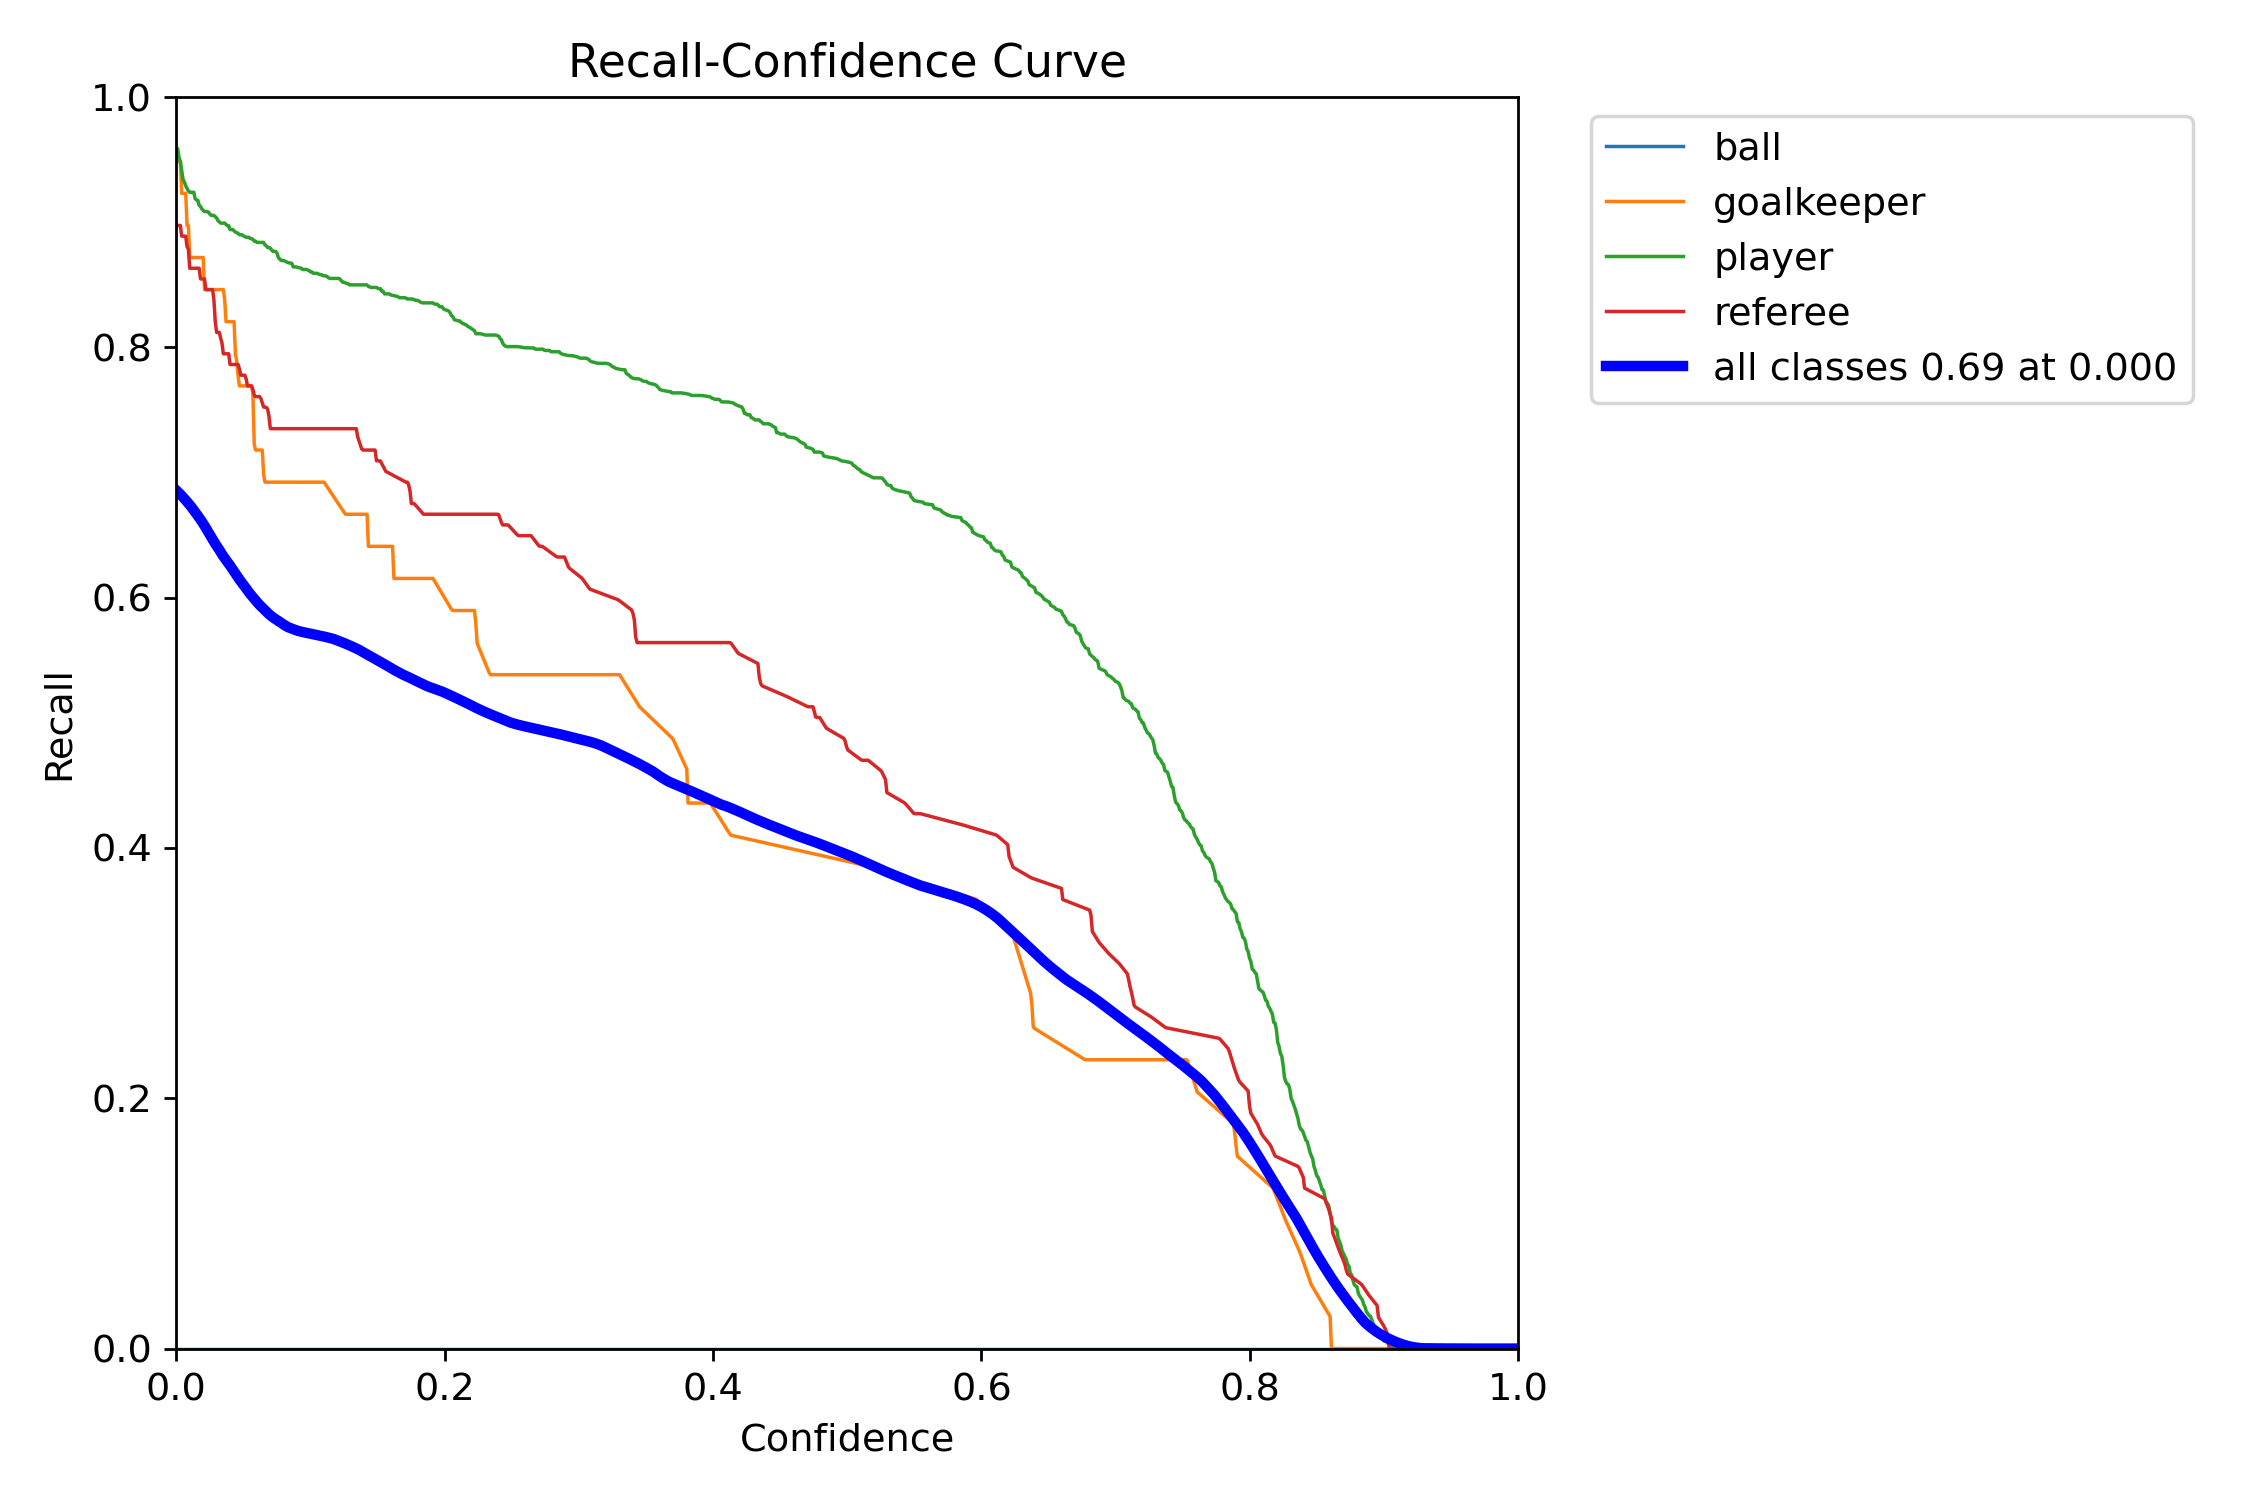 Recall-Confidence Curve
1.0
0.8
0.6
0.4
0.2
0.0
Recall
0.0 0.2 0.4 0.6 0.8 1.0
Confidence
ball
goalkeeper
player
referee
all classes 0.69 at 0.000